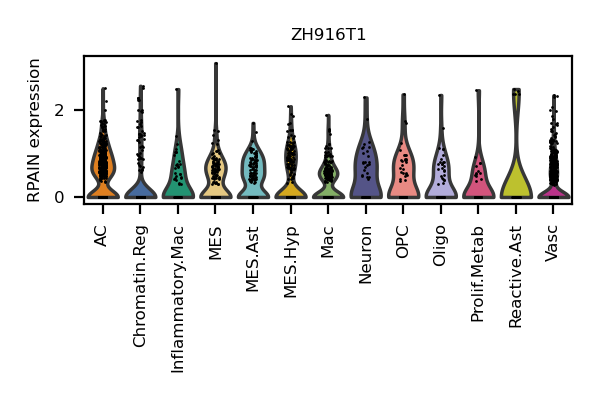 ZH916T1
RPAIN expression
2
0
AC
Chromatin.Reg
Inflammatory.Mac
MES
MES.Ast
MES.Hyp
Mac
Neuron
OPC
Oligo
Prolif.Metab
Reactive.Ast
Vasc